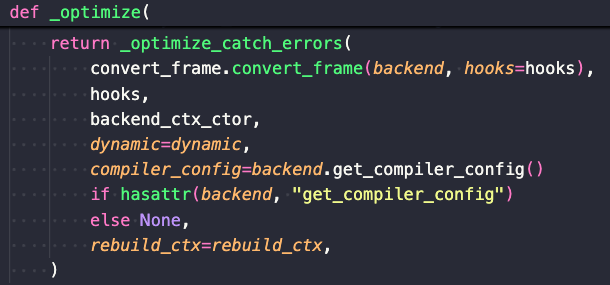 def _optimize(
    return _optimize_catch_errors(
        convert_frame.convert_frame(backend, hooks=hooks),
        hooks,
        backend_ctx_ctor,
        dynamic=dynamic,
        compiler_config=backend.get_compiler_config()
        if hasattr(backend, "get_compiler_config")
        else None,
        rebuild_ctx=rebuild_ctx,
    )